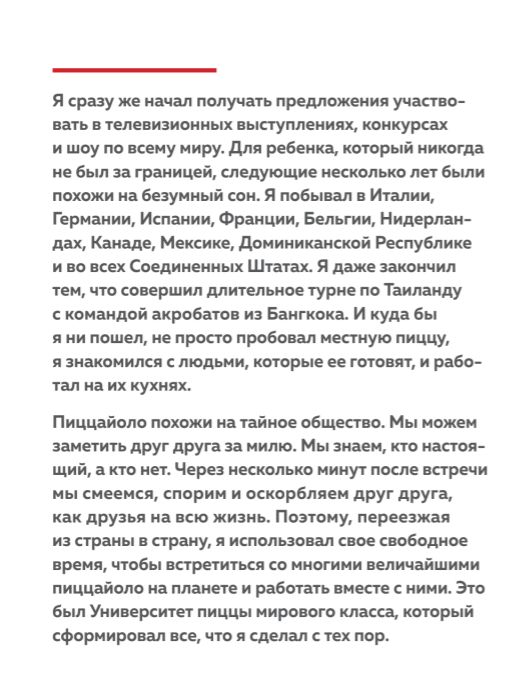 Я сразу же начал получать предложения участво-
вать в телевизионных выступлениях, конкурсах
и шоу по всему миру. Для ребенка, который никогда
не был за границей, следующие несколько лет были
похожи на безумный сон. Я побывал в Италии,
Германии, Испании, Франции, Бельгии, Нидерлан-
дах, Канаде, Мексике, Доминиканской Республике
и во всех Соединенных Штатах. Я даже закончил
тем, что совершил длительное турне по Таиланду
с командой акробатов из Бангкока. И куда бы
я ни пошел, не просто пробовал местную пиццу,
я знакомился с людьми, которые ее готовят, и рабо-
тал на их кухнях.
Пиццайоло похожи на тайное общество. Мы можем
заметить друг друга за милю. Мы знаем, кто настоя-
щий, а кто нет. Через несколько минут после встречи
мы смеемся, спорим и оскорбляем друг друга,
как друзья на всю жизнь. Поэтому, переезжая
из страны в страну, я использовал свое свободное
время, чтобы встретиться со многими величайшими
пиццайоло на планете и работать вместе с ними. Это
был Университет пиццы мирового класса, который
сформировал все, что я сделал с тех пор.